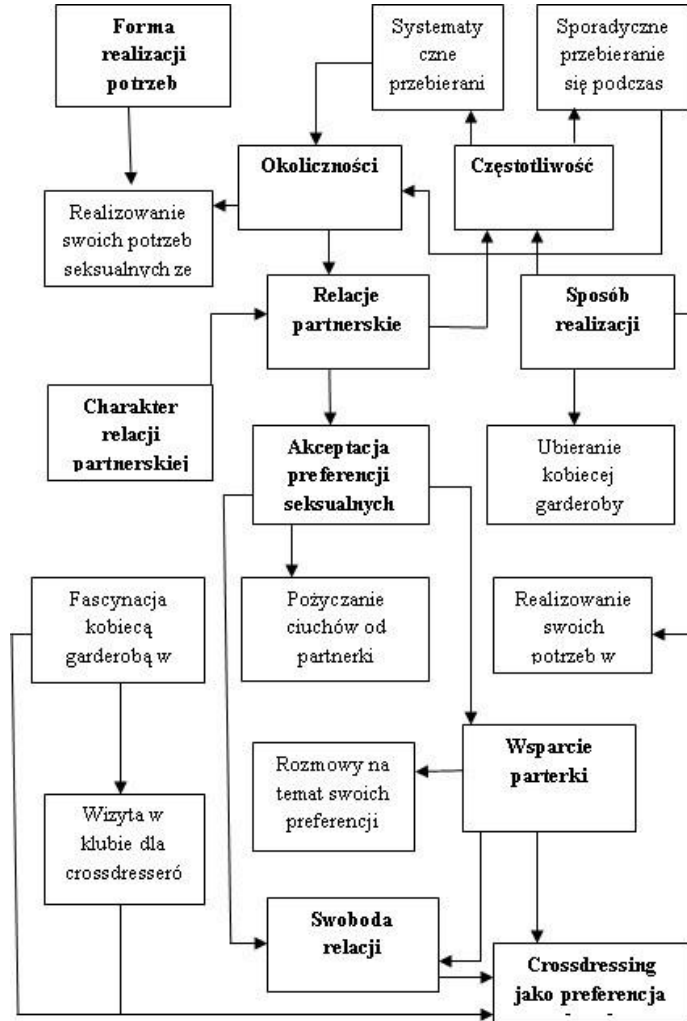 Forma
realizacji
potrzeb
Systematy
czne
przebierani
Sporadyczne
przebieranie
się podczas
Okoliczności
Częstotliwość
Realizowanie
swoich potrzeb
seksualnych ze
Relacje
partnerskie
Sposób
realizacji
Charakter
relacji
partnerskiej
Akceptacja
preferencji
seksualnych
Ubieranie
kobiecej
garderoby
Fascynacja
kobiecą
garderobą w
Pożyczanie
ciuchów od
partnerki
Realizowanie
swoich
potrzeb w
Wsparcie
parterki
Rozmowy na
temat swoich
preferencji
Wizyta w
klubie dla
crossdresseró
Swoboda
relacji
Crossdressing
jako preferencja